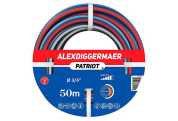 ALEXDIGGERMAER
PATRIOT
Ø 3/4"
50m